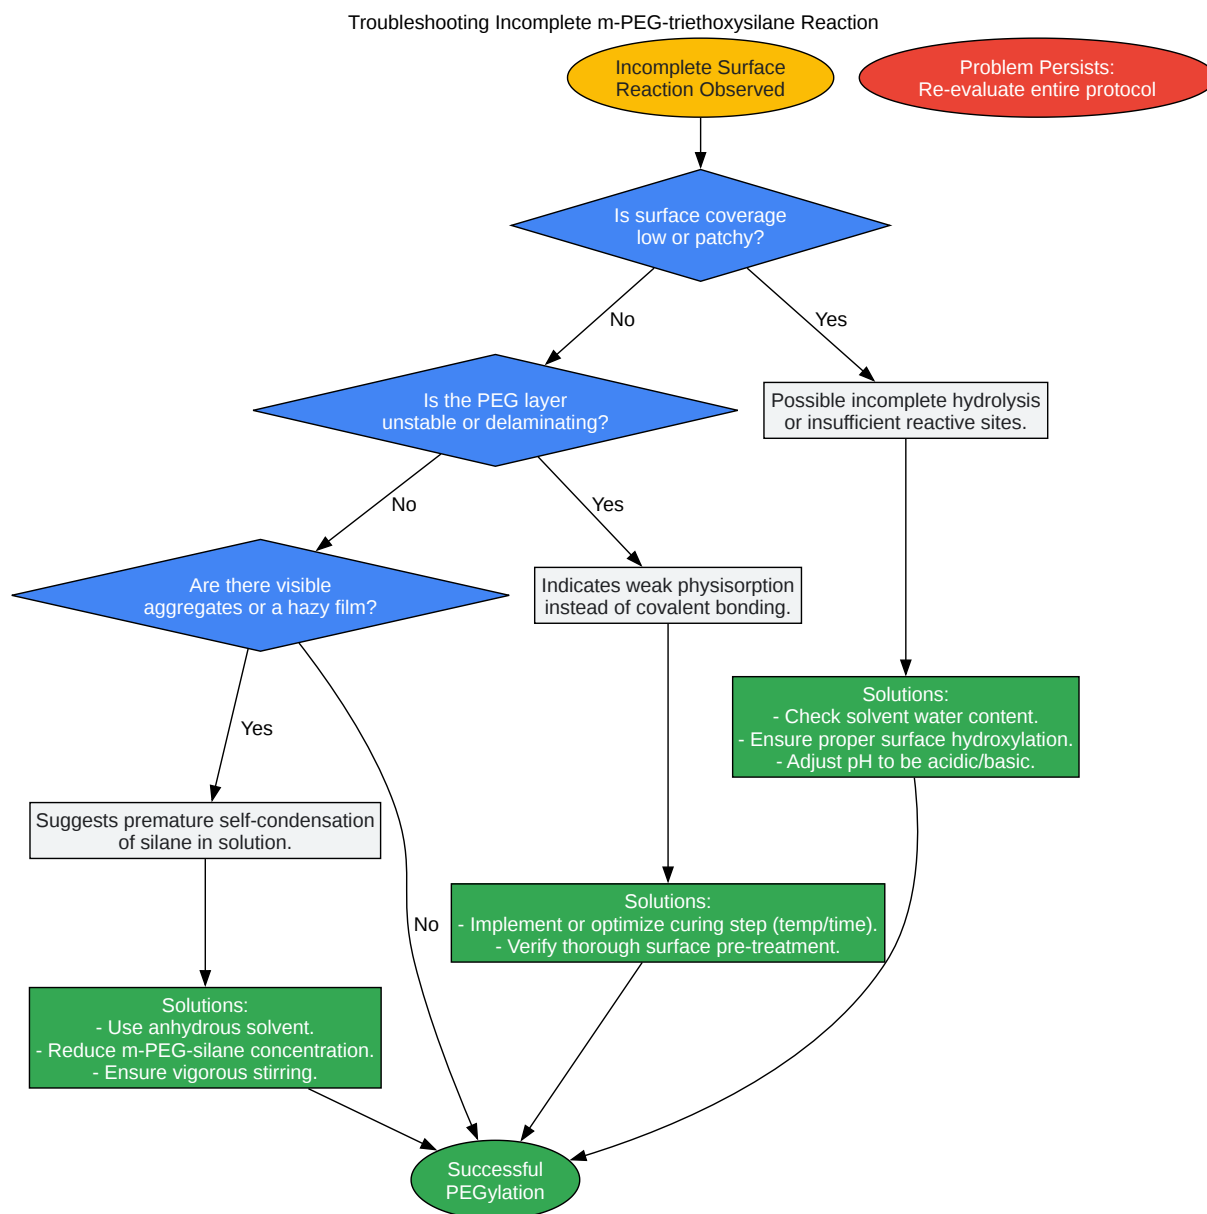 Troubleshooting Incomplete m-PEG-triethoxysilane Reaction
Incomplete Surface
Reaction Observed
Problem Persists:
Re-evaluate entire protocol
Is surface coverage
low or patchy?
No
Yes
Is the PEG layer
unstable or delaminating?
Possible incomplete hydrolysis
or insufficient reactive sites.
No
Yes
Are there visible
aggregates or a hazy film?
Indicates weak physisorption
instead of covalent bonding.
Solutions:
- Check solvent water content.
- Ensure proper surface hydroxylation.
- Adjust pH to be acidic/basic.
Yes
Suggests premature self-condensation
of silane in solution.
No
Solutions:
- Implement or optimize curing step (temp/time).
- Verify thorough surface pre-treatment.
Solutions:
- Use anhydrous solvent.
- Reduce m-PEG-silane concentration.
- Ensure vigorous stirring.
Successful
PEGylation